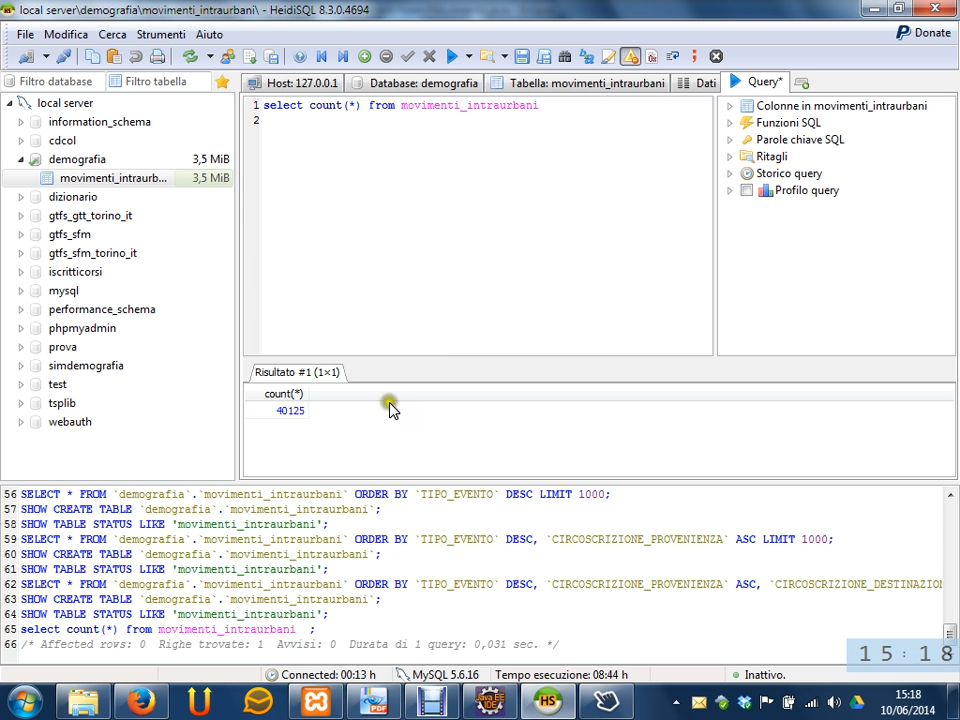 local server\demografia\movimenti_intraurbani\ - HeidiSQL 8.3.0.4694
File Modifica Cerca Strumenti Aiuto
Donate
Filtro database
Filtro tabella
Host: 127.0.0.1
Database: demografia
Tabella: movimenti_intraurbani
Dati
Query*
local server
information_schema
cdcol
demografia 3,5 MiB
movimenti_intraurb... 3,5 MiB
dizionario
gtfs_gtt_torino_it
gtfs_sfm
gtfs_sfm_torino_it
iscritticorsi
mysql
performance_schema
phpmyadmin
prova
simdemografia
test
tsplib
webauth
1 select count(*) from movimenti_intraurbani
2
Colonne in movimenti_intraurbani
Funzioni SQL
Parole chiave SQL
Ritagli
Storico query
Profilo query
Risultato #1 (1×1)
count(*)
40125
56 SELECT * FROM `demografia`.`movimenti_intraurbani` ORDER BY `TIPO_EVENTO` DESC LIMIT 1000;
57 SHOW CREATE TABLE `demografia`.`movimenti_intraurbani`;
58 SHOW TABLE STATUS LIKE 'movimenti_intraurbani';
59 SELECT * FROM `demografia`.`movimenti_intraurbani` ORDER BY `TIPO_EVENTO` DESC, `CIRCOSCRIZIONE_PROVENIENZA` ASC LIMIT 1000;
60 SHOW CREATE TABLE `demografia`.`movimenti_intraurbani`;
61 SHOW TABLE STATUS LIKE 'movimenti_intraurbani';
62 SELECT * FROM `demografia`.`movimenti_intraurbani` ORDER BY `TIPO_EVENTO` DESC, `CIRCOSCRIZIONE_PROVENIENZA` ASC, `CIRCOSCRIZIONE_DESTINAZION
63 SHOW CREATE TABLE `demografia`.`movimenti_intraurbani`;
64 SHOW TABLE STATUS LIKE 'movimenti_intraurbani';
65 select count(*) from movimenti_intraurbani ;
66 /* Affected rows: 0 Righe trovate: 1 Avvisi: 0 Durata di 1 query: 0,031 sec. */
15:18
Connected: 00:13 h
MySQL 5.6.16
Tempo esecuzione: 08:44 h
Inattivo.
PDF
Java EE
IDE
HS
15:18
10/06/2014